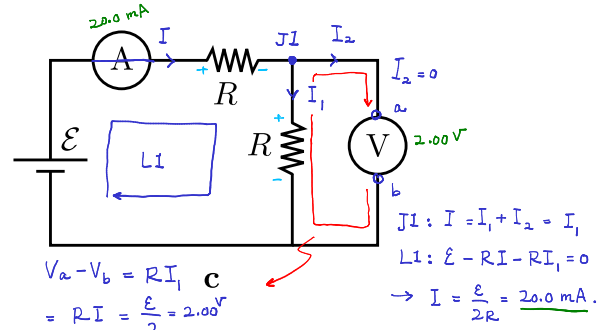 20.0 mA
I
J1
I₂
A
+ −
R
I₂ = 0
I₁
a
ℰ
L1
R
+
−
V
2.00 V
b
J1 : I = I₁ + I₂ = I₁
L1 : ℰ − RI − RI₁ = 0
→ I = ℰ/2R = 20.0 mA.
Va − Vb = RI₁
c
= RI = ℰ/2 = 2.00 V